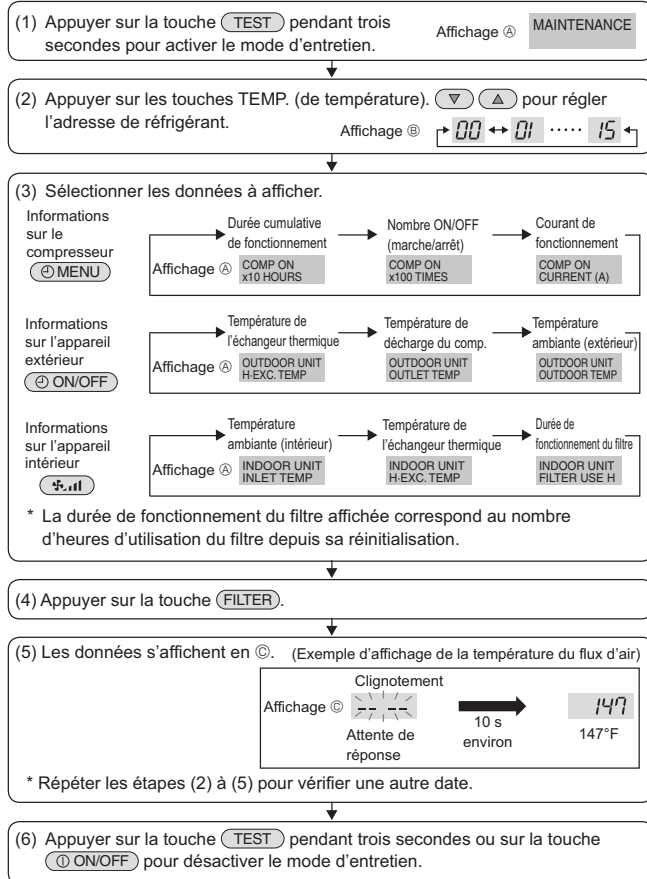 (1) Appuyer sur la touche TEST pendant trois
secondes pour activer le mode d'entretien.
Affichage Ⓐ MAINTENANCE
(2) Appuyer sur les touches TEMP. (de température). ▽ △ pour régler
l'adresse de réfrigérant.
Affichage Ⓑ 00 ↔ 01 ····· 15
(3) Sélectionner les données à afficher.
Informations
sur le
compresseur
MENU
Affichage Ⓐ
Durée cumulative
de fonctionnement
COMP ON
x10 HOURS
Nombre ON/OFF
(marche/arrêt)
COMP ON
x100 TIMES
Courant de
fonctionnement
COMP ON
CURRENT (A)
Informations
sur l'appareil
extérieur
ON/OFF
Affichage Ⓐ
Température de
l'échangeur thermique
OUTDOOR UNIT
H·EXC. TEMP
Température de
décharge du comp.
OUTDOOR UNIT
OUTLET TEMP
Température
ambiante (extérieur)
OUTDOOR UNIT
OUTDOOR TEMP
Informations
sur l'appareil
intérieur
Affichage Ⓐ
Température
ambiante (intérieur)
INDOOR UNIT
INLET TEMP
Température de
l'échangeur thermique
INDOOR UNIT
H·EXC. TEMP
Durée de
fonctionnement du filtre
INDOOR UNIT
FILTER USE H
* La durée de fonctionnement du filtre affichée correspond au nombre
d'heures d'utilisation du filtre depuis sa réinitialisation.
(4) Appuyer sur la touche FILTER.
(5) Les données s'affichent en Ⓒ. (Exemple d'affichage de la température du flux d'air)
Clignotement
Affichage Ⓒ -- --
Attente de
réponse
10 s
environ
147
147°F
* Répéter les étapes (2) à (5) pour vérifier une autre date.
(6) Appuyer sur la touche TEST pendant trois secondes ou sur la touche
ON/OFF pour désactiver le mode d'entretien.